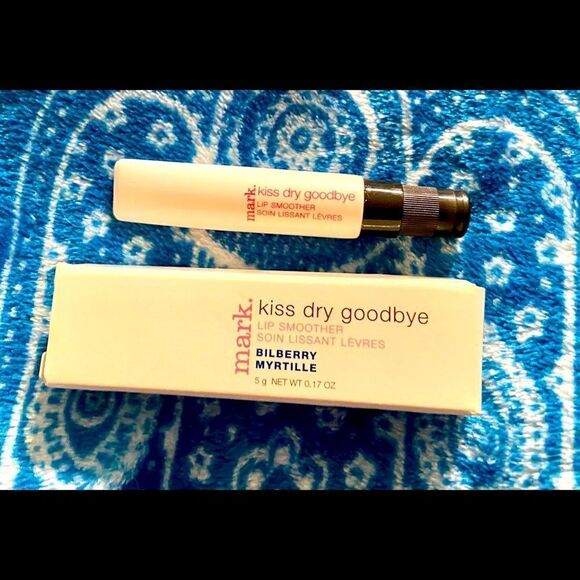 mark.
kiss dry goodbye
LIP SMOOTHER
SOIN LISSANT LÈVRES
mark.
kiss dry goodbye
LIP SMOOTHER
SOIN LISSANT LÈVRES
BILBERRY
MYRTILLE
5 g NET WT 0.17 OZ